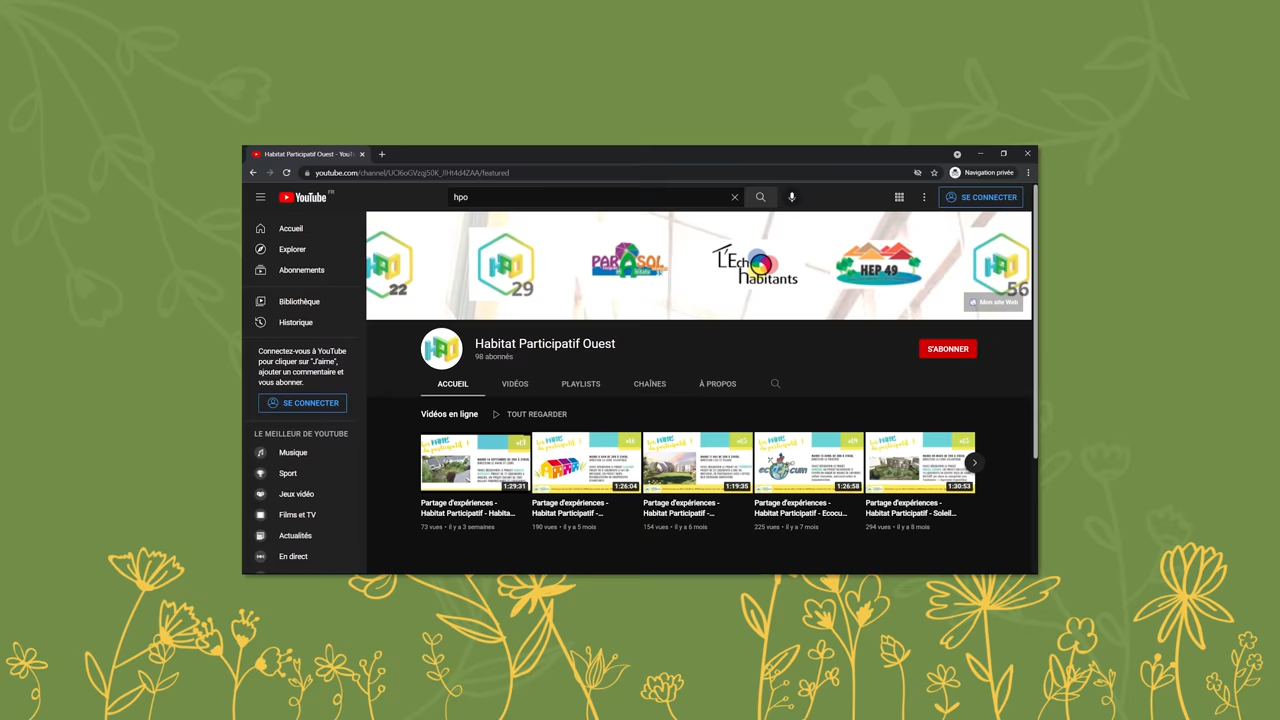 Habitat Participatif Ouest - YouT
youtube.com/channel/UCI6oGVzqj50K_JIHt4d4ZAA/featured
Navigation privée
YouTube FR
hpo
SE CONNECTER
Accueil
Explorer
Abonnements
Bibliothèque
Historique
Connectez-vous à YouTube
pour cliquer sur "J'aime",
ajouter un commentaire et
vous abonner.
SE CONNECTER
LE MEILLEUR DE YOUTUBE
Musique
Sport
Jeux vidéo
Films et TV
Actualités
En direct
HPO 22
HPO 29
PARASOL
L'Echo habitants
HEP 49
HPO 56
Mon site Web
Habitat Participatif Ouest
98 abonnés
S'ABONNER
ACCUEIL
VIDÉOS
PLAYLISTS
CHAÎNES
À PROPOS
Vidéos en ligne
TOUT REGARDER
1:29:31
1:26:04
1:19:35
1:26:58
1:30:53
Partage d'expériences -
Habitat Participatif - Habita...
73 vues • il y a 3 semaines
Partage d'expériences -
Habitat Participatif -...
190 vues • il y a 5 mois
Partage d'expériences -
Habitat Participatif -...
154 vues • il y a 6 mois
Partage d'expériences -
Habitat Participatif - Ecocu...
225 vues • il y a 7 mois
Partage d'expériences -
Habitat Participatif - Soleil...
294 vues • il y a 8 mois